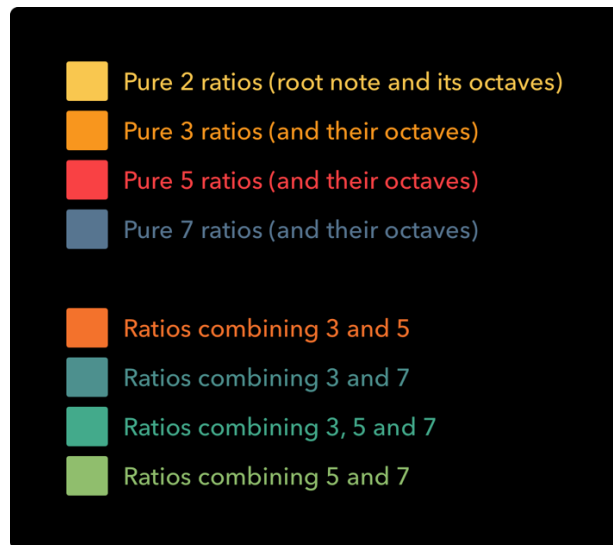 Pure 2 ratios (root note and its octaves)
Pure 3 ratios (and their octaves)
Pure 5 ratios (and their octaves)
Pure 7 ratios (and their octaves)
Ratios combining 3 and 5
Ratios combining 3 and 7
Ratios combining 3, 5 and 7
Ratios combining 5 and 7